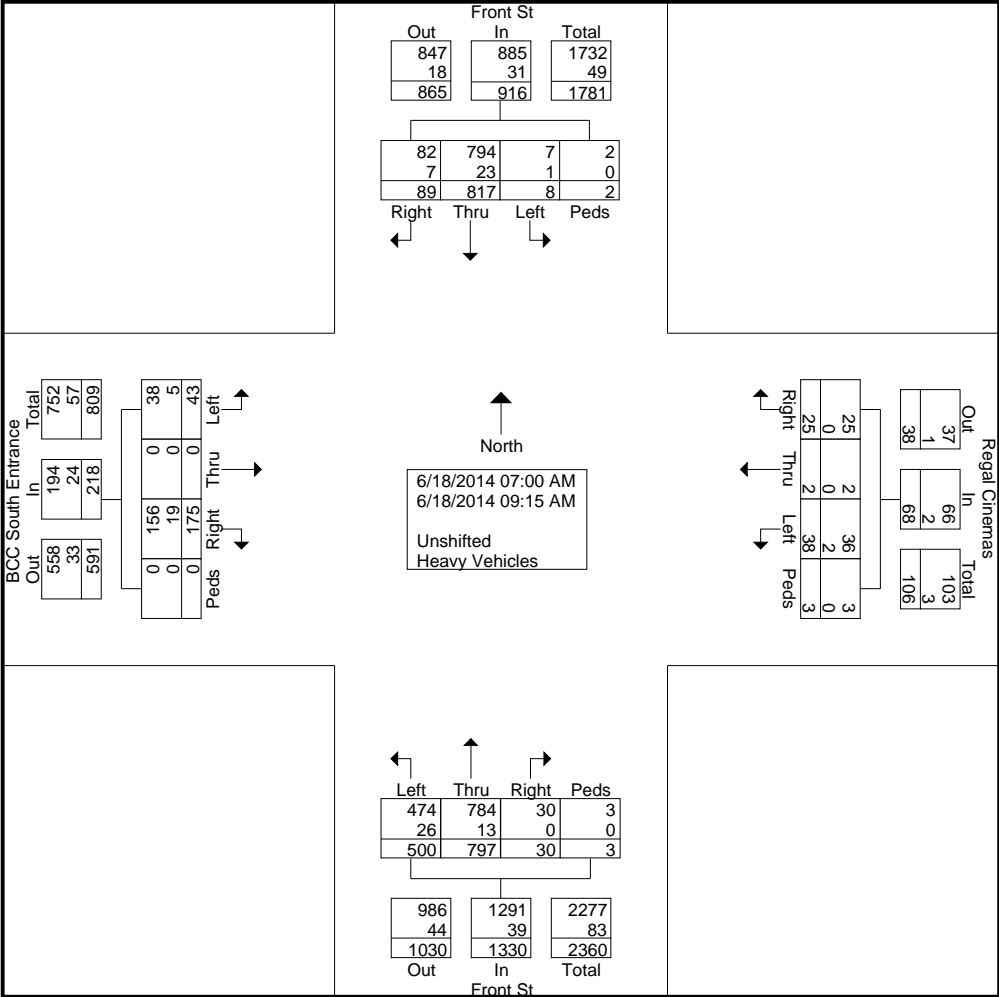 Front St
Out In Total
847 885 1732
18 31 49
865 916 1781
82 794 7 2
7 23 1 0
89 817 8 2
Right Thru Left Peds
BCC South Entrance
Total In Out
752 194 558
57 24 33
809 218 591
38 0 156 0
5 0 19 0
43 0 175 0
Left Thru Right Peds
North
6/18/2014 07:00 AM
6/18/2014 09:15 AM
Unshifted
Heavy Vehicles
Regal Cinemas
Out In Total
37 66 103
1 2 3
38 68 106
25 2 36 3
0 0 2 0
25 2 38 3
Right Thru Left Peds
Left Thru Right Peds
474 784 30 3
26 13 0 0
500 797 30 3
986 1291 2277
44 39 83
1030 1330 2360
Out In Total
Front St